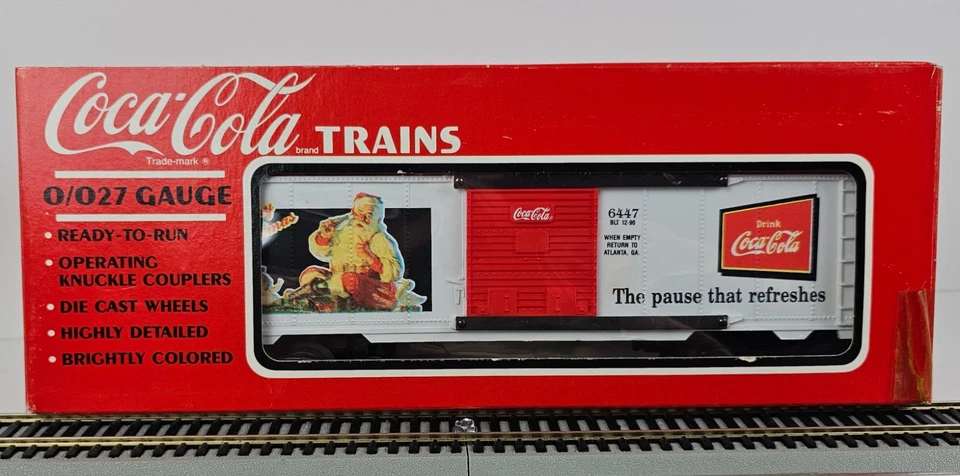 Coca-Cola
Trade-mark ®
brand TRAINS
O/O27 GAUGE
• READY-TO-RUN
• OPERATING
KNUCKLE COUPLERS
• DIE CAST WHEELS
• HIGHLY DETAILED
• BRIGHTLY COLORED
Coca-Cola
6447
BLT 12-90
WHEN EMPTY
RETURN TO
ATLANTA, GA.
Drink
Coca-Cola
The pause that refreshes